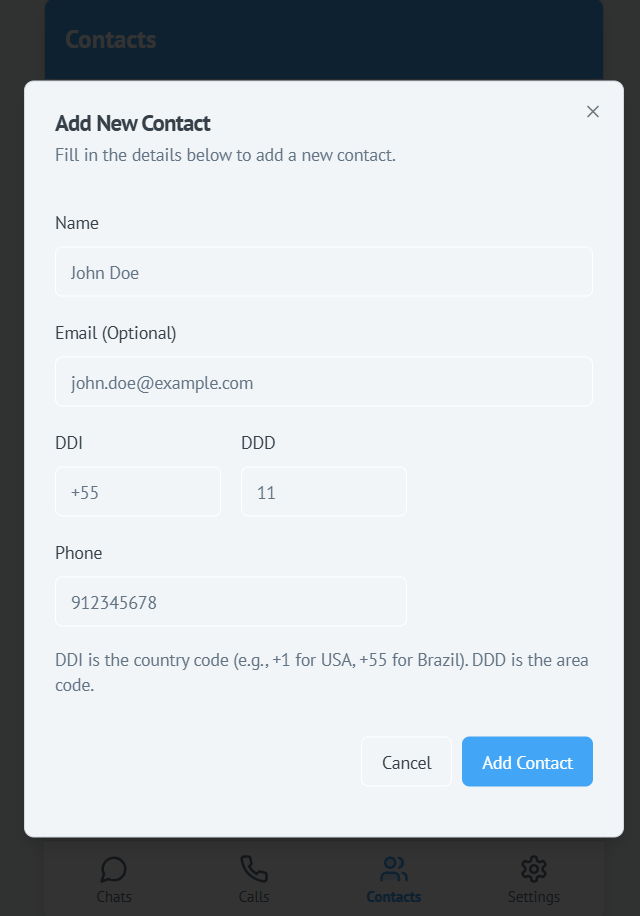 Contacts
Add New Contact
Fill in the details below to add a new contact.
Name
John Doe
Email (Optional)
john.doe@example.com
DDI DDD
+55 11
Phone
912345678
DDI is the country code (e.g., +1 for USA, +55 for Brazil). DDD is the area
code.
Cancel Add Contact
Chats Calls Contacts Settings